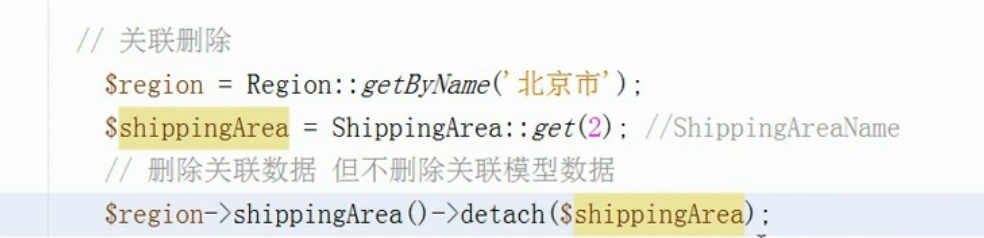 // 关联删除
$region = Region::getByName('北京市');
$shippingArea = ShippingArea::get(2); //ShippingAreaName
// 删除关联数据 但不删除关联模型数据
$region->shippingArea()->detach($shippingArea);